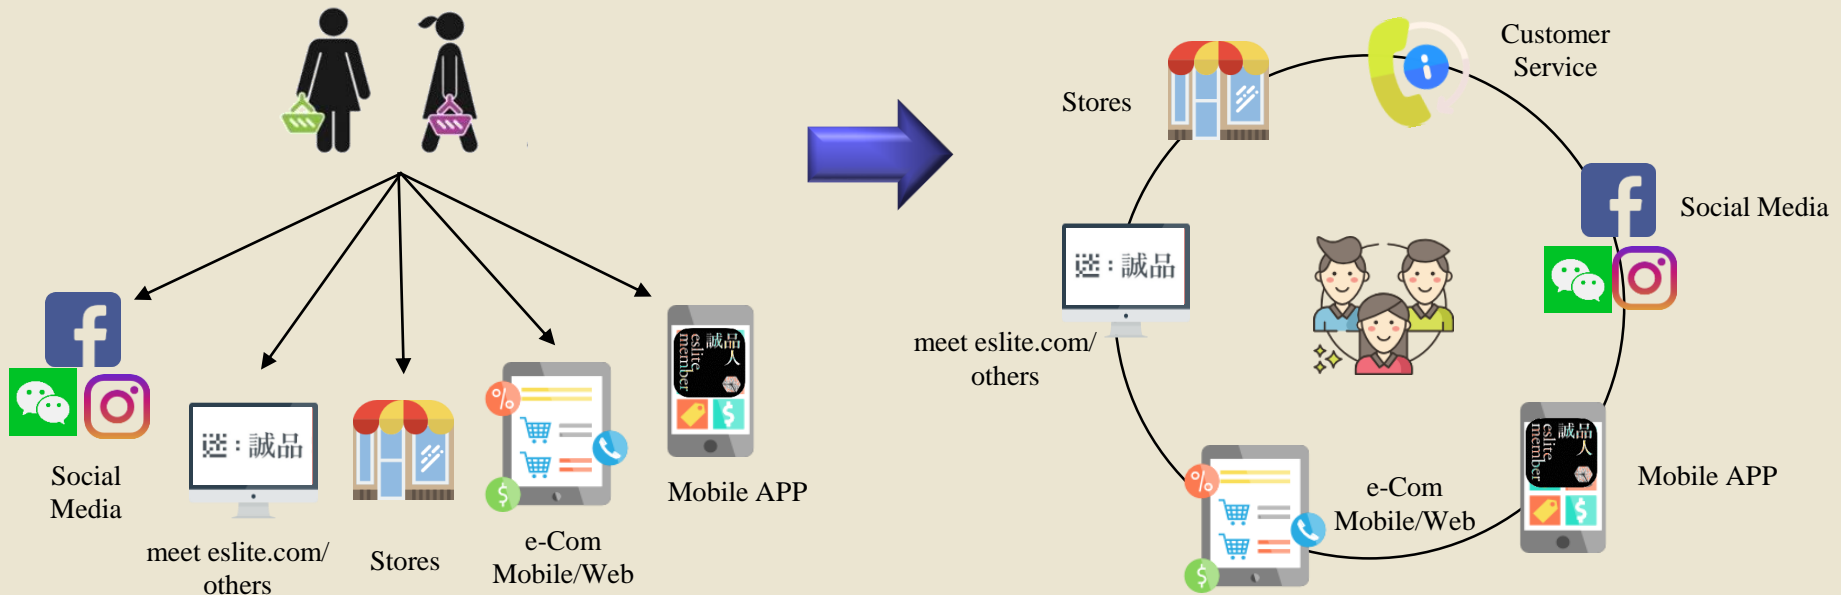 Social
Media
迷:誠品
meet eslite.com/
others
Stores
%
$
e-Com
Mobile/Web
誠品人
eslite
member
$
Mobile APP
Stores
i
Customer
Service
Social Media
迷:誠品
meet eslite.com/
others
%
$
e-Com
Mobile/Web
誠品人
eslite
member
$
Mobile APP